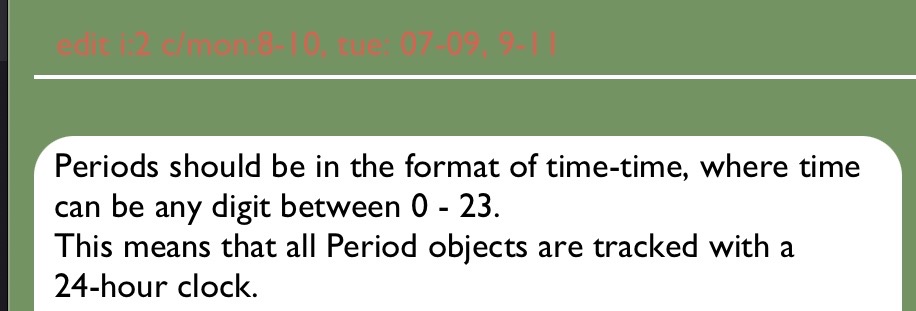 edit i:2 c/mon:8-10, tue: 07-09, 9-11
Periods should be in the format of time-time, where time
can be any digit between 0 - 23.
This means that all Period objects are tracked with a
24-hour clock.